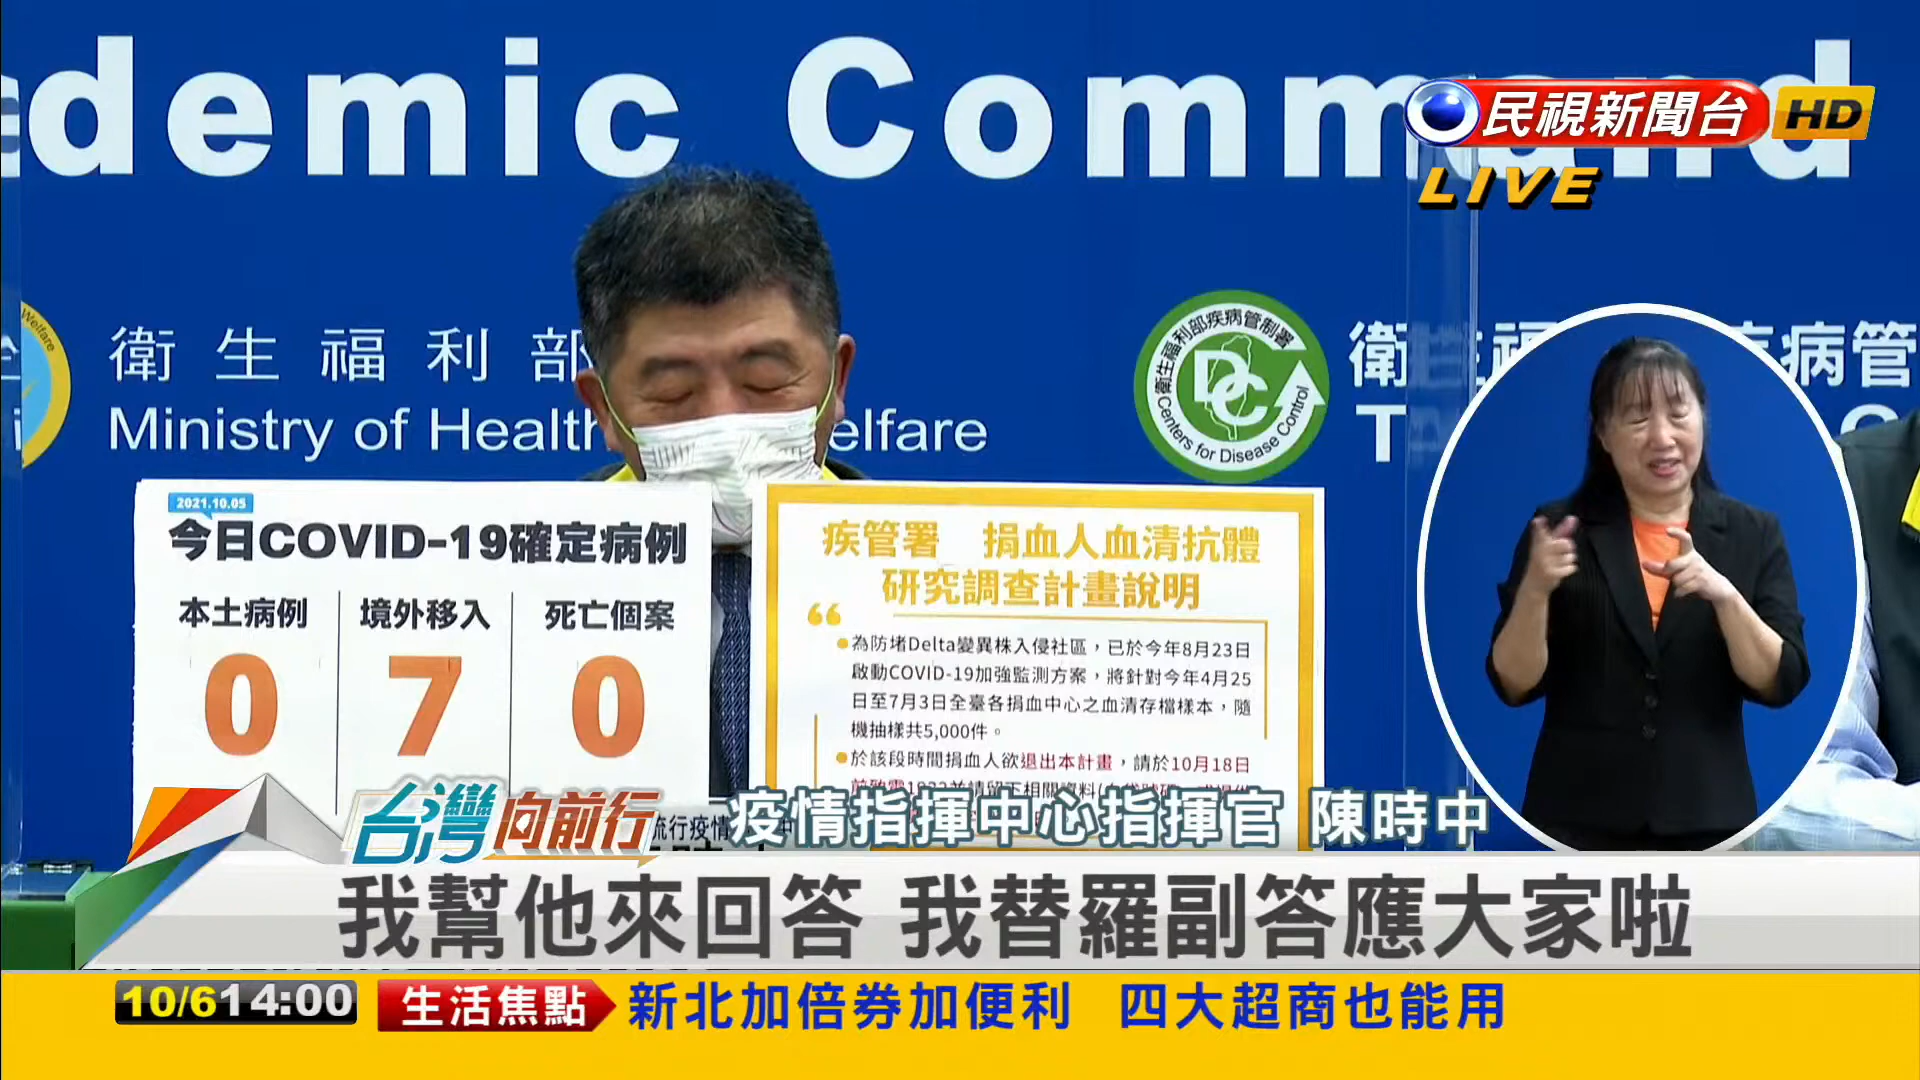 demic Command
民視新聞台 HD
LIVE
Welfare
衛生福利部
Ministry of Health Welfare
衛生福利部疾病管制署
CDC
Centers for Disease Control
疾病管
2021.10.05
今日COVID-19確定病例
本土病例 境外移入 死亡個案
0 7 0
疾管署 捐血人血清抗體
研究調查計畫說明
為防堵Delta變異株入侵社區，已於今年8月23日
啟動COVID-19加強監測方案，將針對今年4月25
日至7月3日全臺各捐血中心之血清存檔樣本，隨
機抽樣共5,000件。
於該段時間捐血人欲退出本計畫，請於10月18日
流行疫情
台灣向前行
疫情指揮中心指揮官 陳時中
我幫他來回答 我替羅副答應大家啦
10/6 14:00 生活焦點 新北加倍券加便利 四大超商也能用